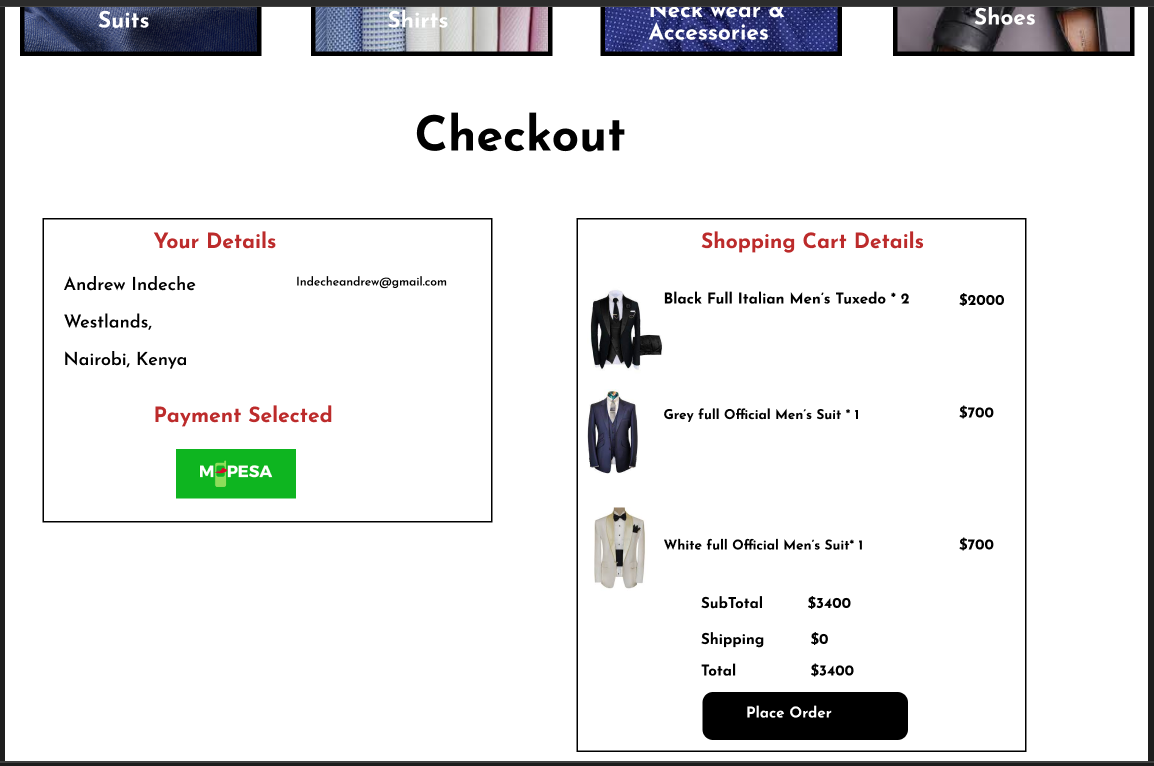 Suits
Shirts
Neck wear &
Accessories
Shoes
Checkout
Your Details
Andrew Indeche
Indecheandrew@gmail.com
Westlands,
Nairobi, Kenya
Payment Selected
M PESA
Shopping Cart Details
Black Full Italian Men's Tuxedo * 2
$2000
Grey full Official Men's Suit * 1
$700
White full Official Men's Suit* 1
$700
SubTotal
$3400
Shipping
$0
Total
$3400
Place Order